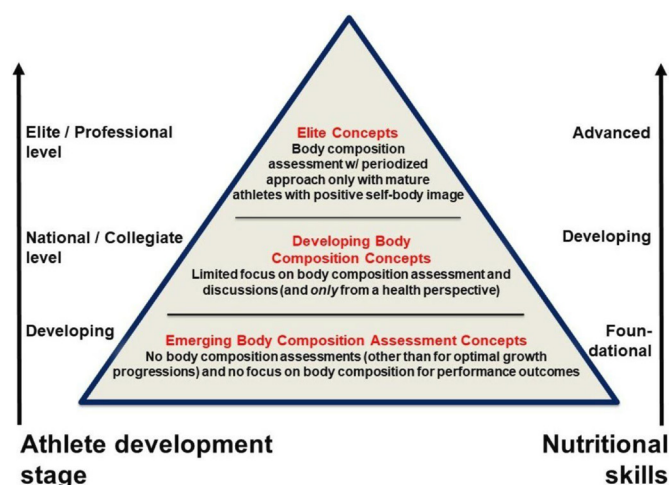 Elite / Professional
level
National / Collegiate
level
Developing
Athlete development
stage
Elite Concepts
Body composition
assessment w/ periodized
approach only with mature
athletes with positive self-body image
Developing Body
Composition Concepts
Limited focus on body composition assessment and
discussions (and only from a health perspective)
Emerging Body Composition Assessment Concepts
No body composition assessments (other than for optimal growth
progressions) and no focus on body composition for performance outcomes
Advanced
Developing
Foun-
dational
Nutritional
skills